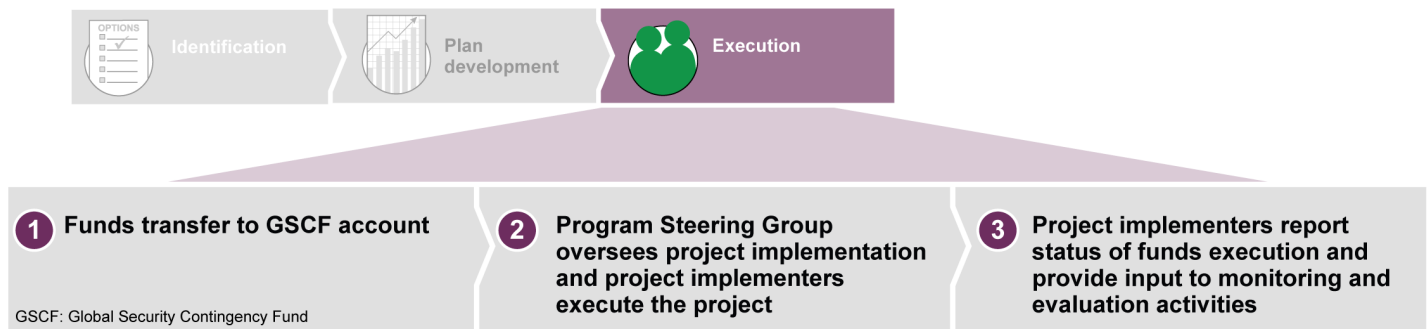 OPTIONS
Identification
Plan
development
Execution
1
Funds transfer to GSCF account
2
Program Steering Group
oversees project implementation
and project implementers
execute the project
3
Project implementers report
status of funds execution and
provide input to monitoring and
evaluation activities
GSCF: Global Security Contingency Fund